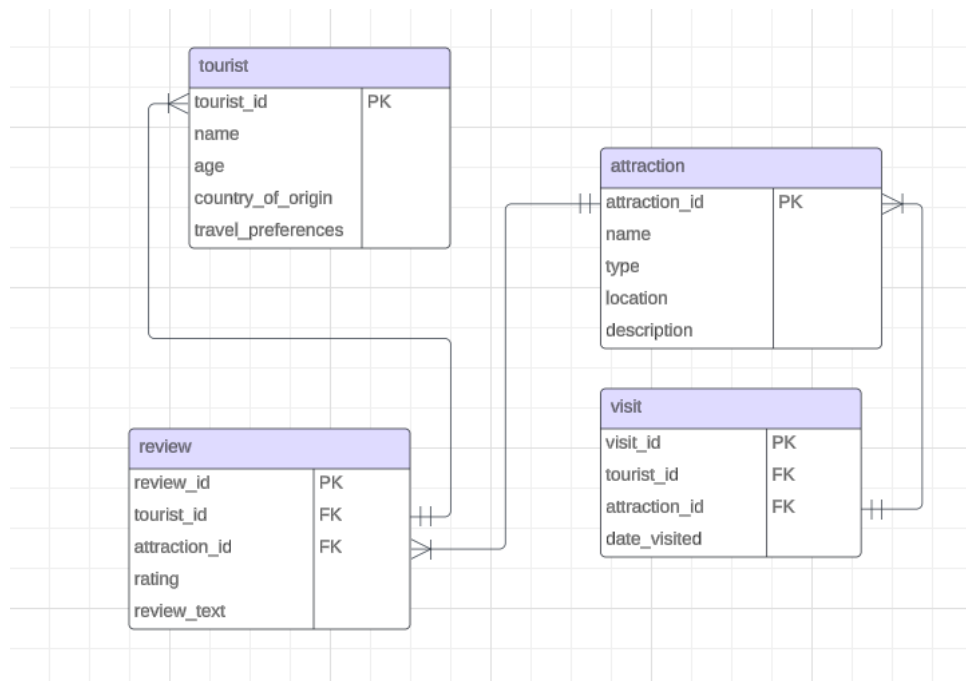 tourist
tourist_id PK
name
age
country_of_origin
travel_preferences
attraction
attraction_id PK
name
type
location
description
visit
visit_id PK
tourist_id FK
attraction_id FK
date_visited
review
review_id PK
tourist_id FK
attraction_id FK
rating
review_text